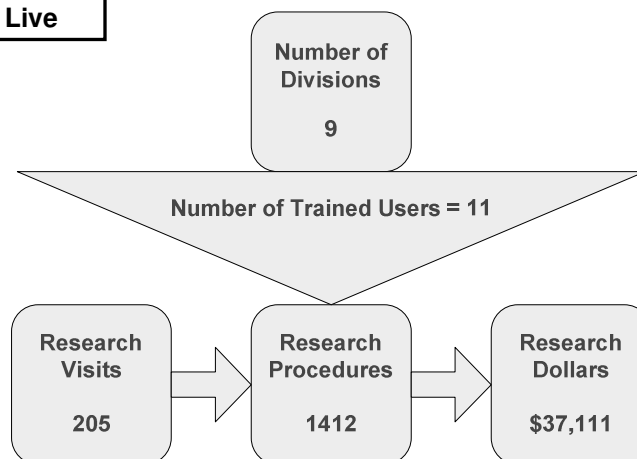 Live
Number of
Divisions
9
Number of Trained Users = 11
Research
Visits
205
Research
Procedures
1412
Research
Dollars
$37,111